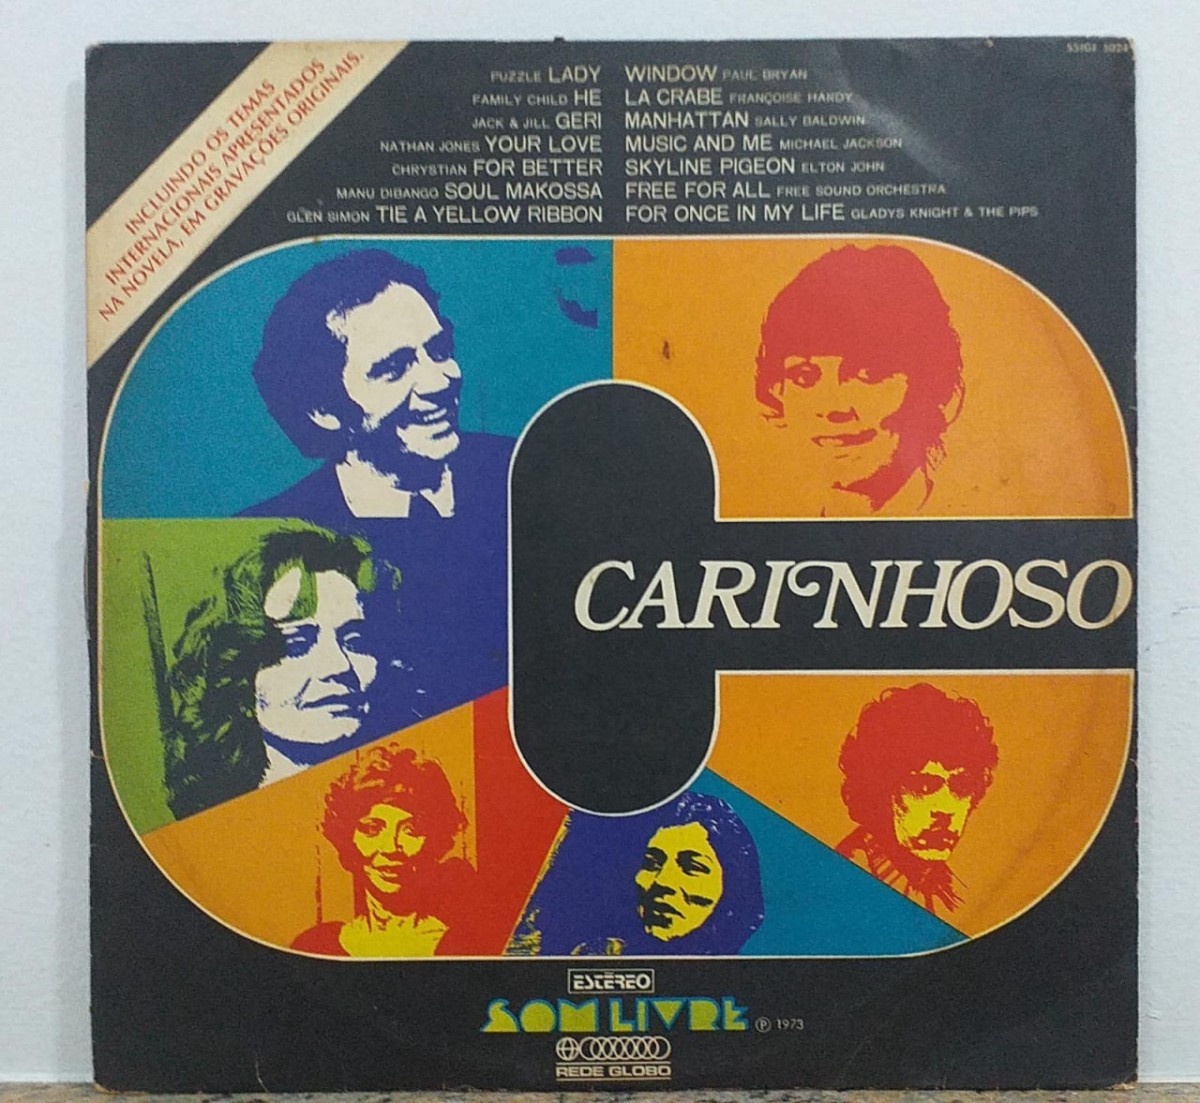 INCLUINDO OS TEMAS
INTERNACIONAIS APRESENTADOS
NA NOVELA, EM GRAVAÇÕES ORIGINAIS.
PUZZLE LADY
FAMILY CHILD HE
JACK & JILL GERI
NATHAN JONES YOUR LOVE
CHRYSTIAN FOR BETTER
MANU DIBANGO SOUL MAKOSSA
GLEN SIMON TIE A YELLOW RIBBON
WINDOW PAUL BRYAN
LA CRABE FRANÇOISE HARDY
MANHATTAN SALLY BALDWIN
MUSIC AND ME MICHAEL JACKSON
SKYLINE PIGEON ELTON JOHN
FREE FOR ALL FREE SOUND ORCHESTRA
FOR ONCE IN MY LIFE GLADYS KNIGHT & THE PIPS
CARINHOSO
ESTÉREO
SOM LIVRE ℗ 1973
REDE GLOBO